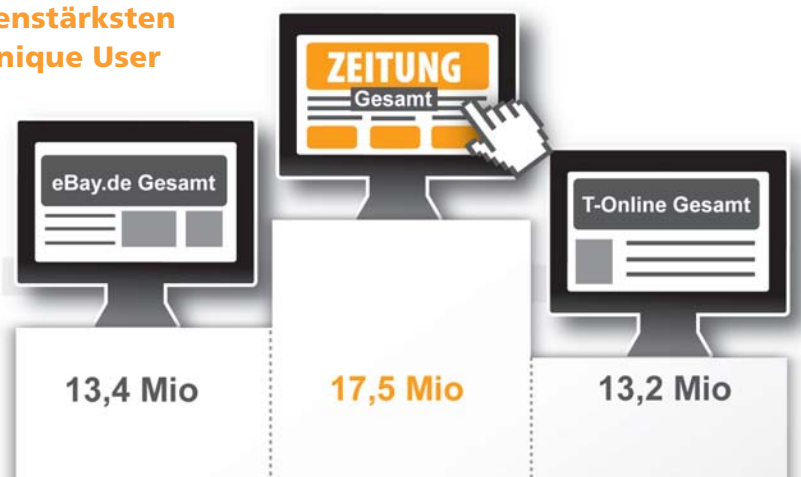 enstärksten
nique User
ZEITUNG
Gesamt
eBay.de Gesamt
T-Online Gesamt
13,4 Mio
17,5 Mio
13,2 Mio